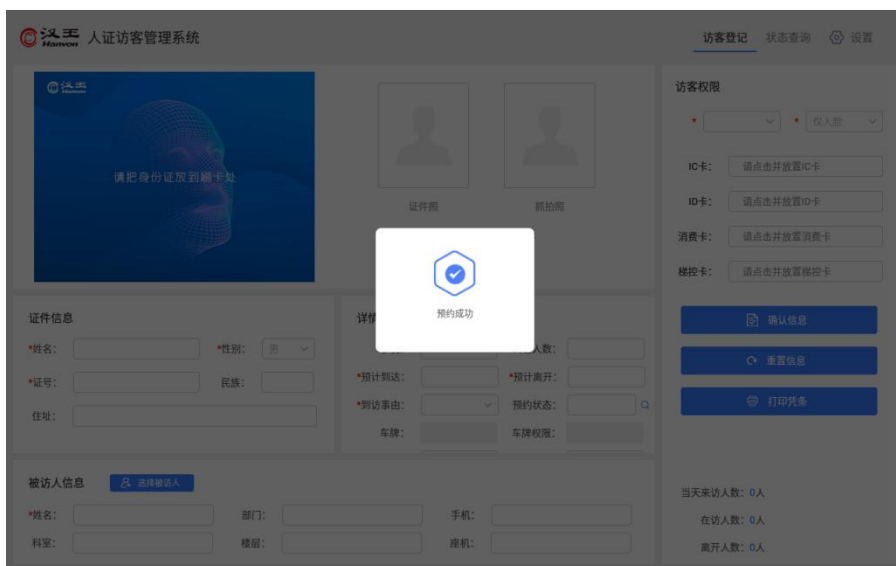 汉王 Hanvon 人证访客管理系统
访客登记 状态查询 设置
汉王 Hanvon
请把身份证放到刷卡处
证件照 抓拍照
访客权限
* * 仅人脸
IC卡： 请点击并放置IC卡
ID卡： 请点击并放置ID卡
消费卡： 请点击并放置消费卡
梯控卡： 请点击并放置梯控卡
预约成功
确认信息
重置信息
打印凭条
证件信息
*姓名： *性别： 男
*证号： 民族：
住址：
详情
人数：
*预计到达： *预计离开：
*到访事由： 预约状态：
车牌： 车牌权限：
被访人信息 选择被访人
*姓名： 部门： 手机：
科室： 楼层： 座机：
当天来访人数：0人
在访人数：0人
离开人数：0人